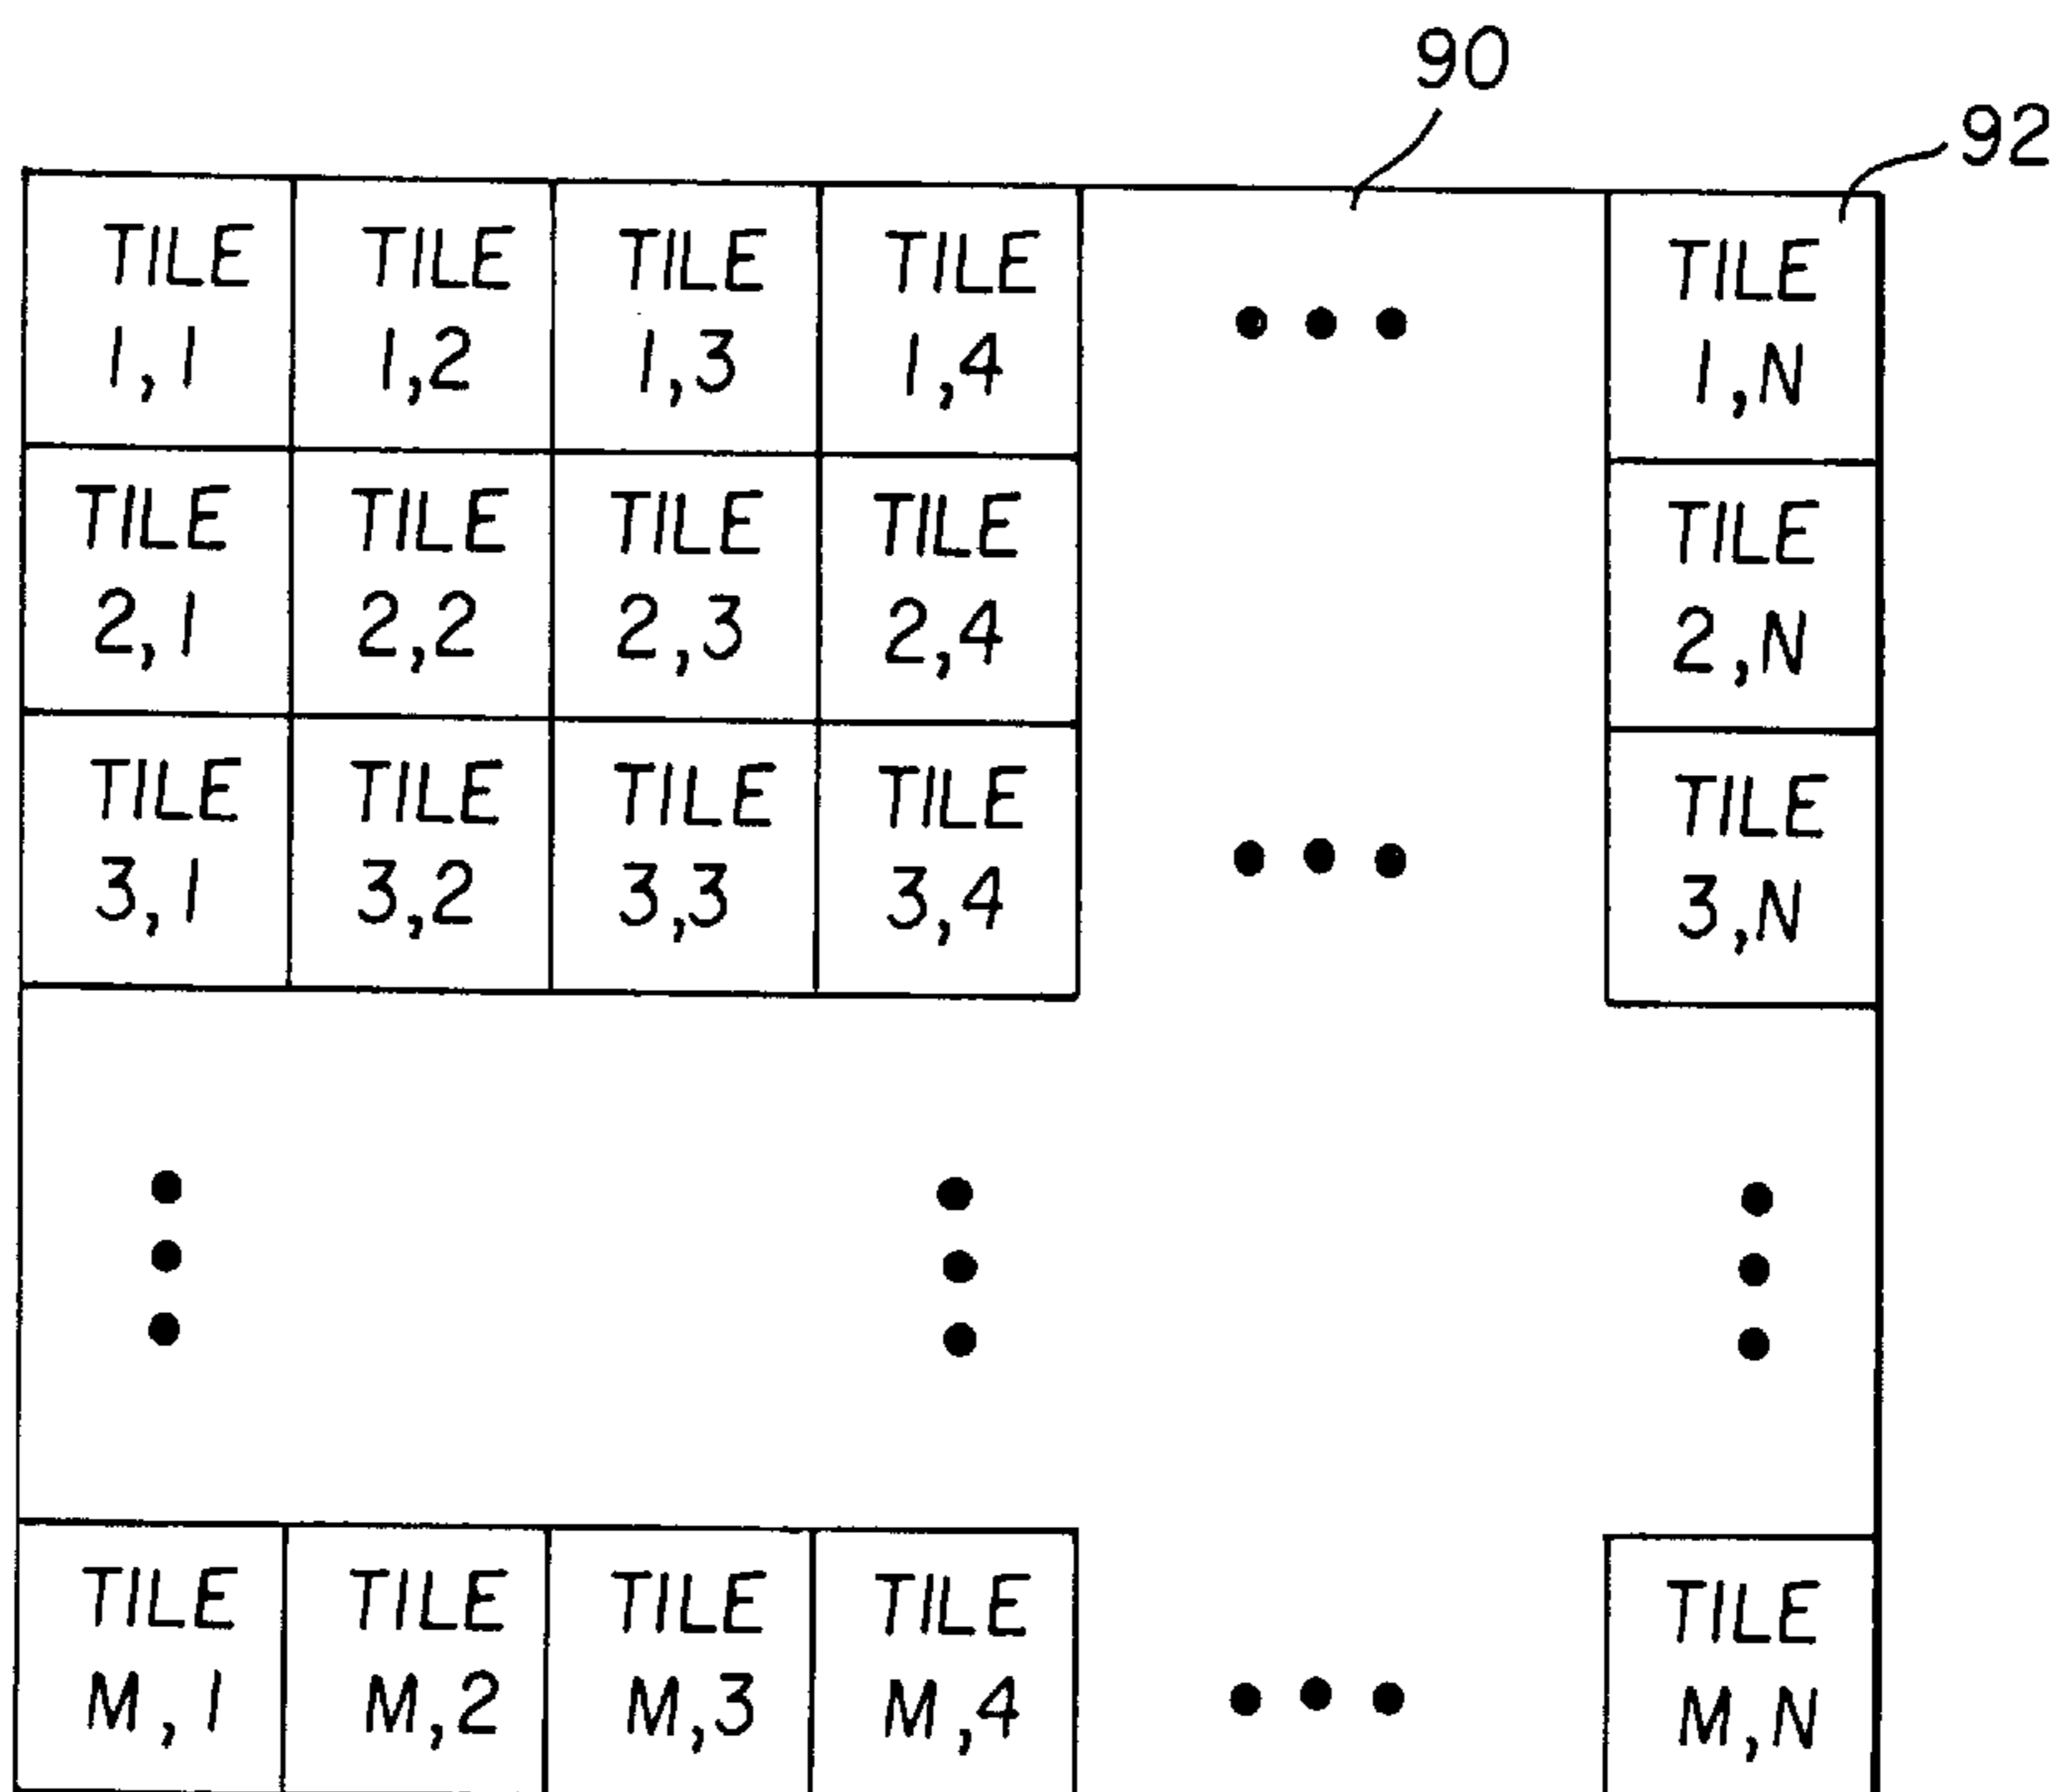 90
92
TILE TILE TILE TILE TILE
1,1 1,2 1,3 1,4 ••• 1,N
TILE TILE TILE TILE TILE
2,1 2,2 2,3 2,4 2,N
TILE TILE TILE TILE TILE
3,1 3,2 3,3 3,4 ••• 3,N
TILE TILE TILE TILE TILE
M,1 M,2 M,3 M,4 ••• M,N